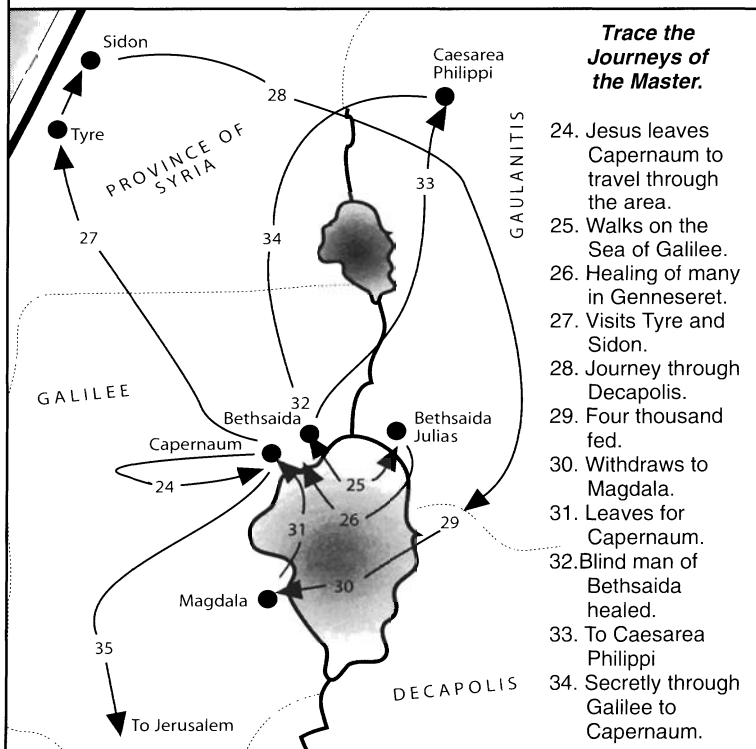 Sidon
Caesarea
Philippi
28
Tyre
PROVINCE OF
SYRIA
GAULANITIS
33
27
34
GALILEE
32
Bethsaida
Bethsaida
Julias
Capernaum
24
25
26
29
31
30
Magdala
35
DECAPOLIS
To Jerusalem
Trace the
Journeys of
the Master.
24. Jesus leaves
Capernaum to
travel through
the area.
25. Walks on the
Sea of Galilee.
26. Healing of many
in Genneseret.
27. Visits Tyre and
Sidon.
28. Journey through
Decapolis.
29. Four thousand
fed.
30. Withdraws to
Magdala.
31. Leaves for
Capernaum.
32.Blind man of
Bethsaida
healed.
33. To Caesarea
Philippi
34. Secretly through
Galilee to
Capernaum.